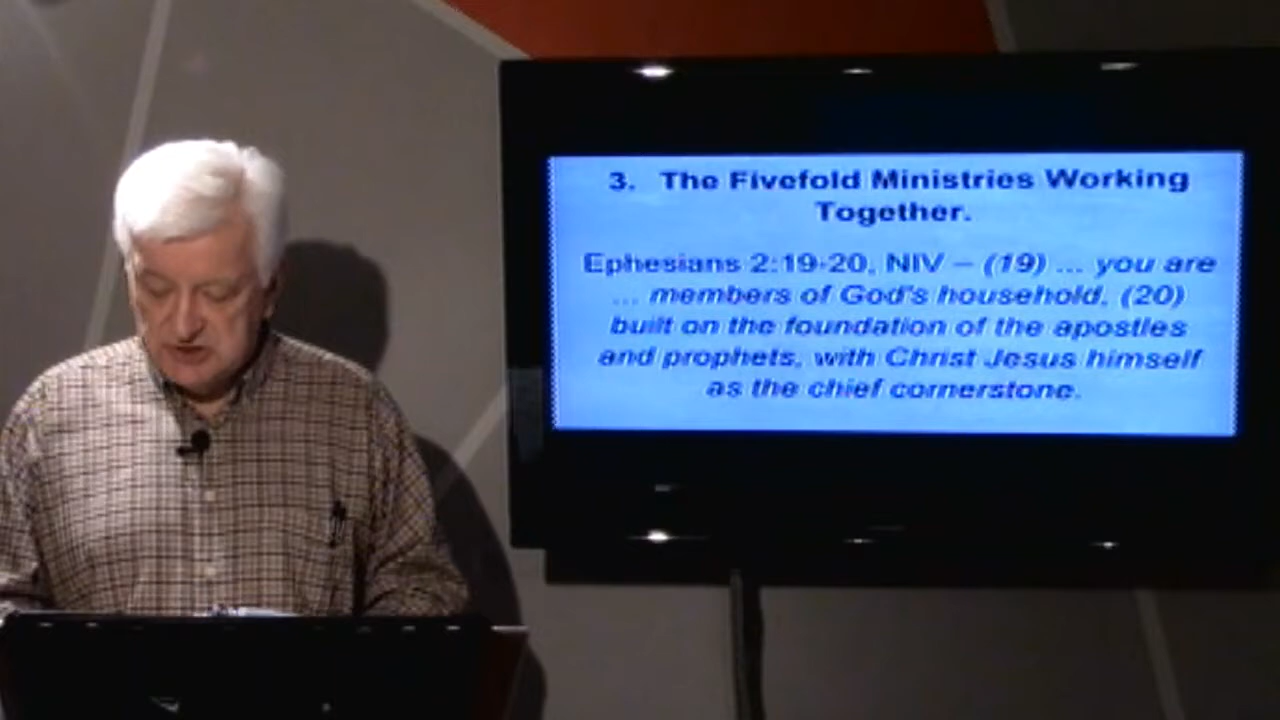 3. The Fivefold Ministries Working
Together.
Ephesians 2:19-20, NIV – (19) ... you are
... members of God's household, (20)
built on the foundation of the apostles
and prophets, with Christ Jesus himself
as the chief cornerstone.